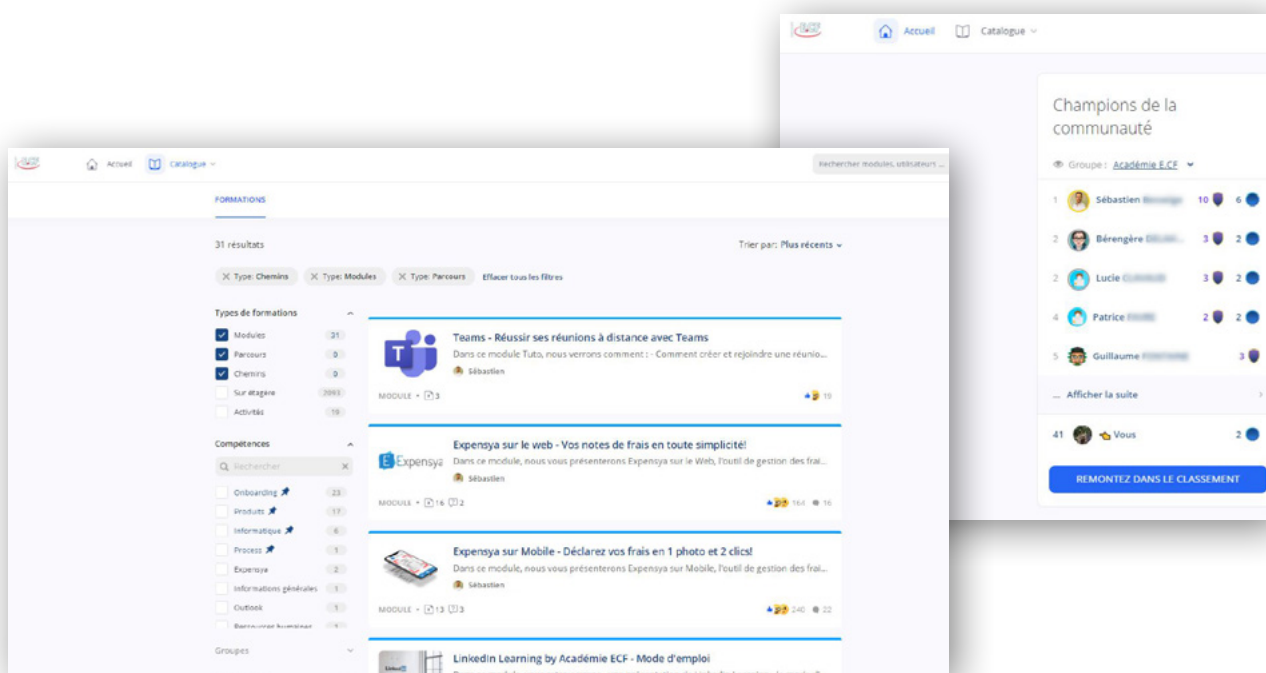 Accueil Catalogue
Champions de la
communauté
Groupe : Académie E.CF
1 Sébastien 10 6
2 Bérengère 3 2
2 Lucie 3 2
4 Patrice 2 2
5 Guillaume 3
... Afficher la suite
41 Vous 2
REMONTEZ DANS LE CLASSEMENT
Accueil Catalogue
Rechercher modules, utilisateurs ...
FORMATIONS
31 résultats
Trier par: Plus récents
Type: Chemins Type: Modules Type: Parcours Effacer tous les filtres
Types de formations
Modules 31
Parcours 0
Chemins 0
Sur étagère 2093
Activités 19
Compétences
Rechercher
Onboarding 23
Produits 17
Informatique 6
Process 1
Expensya 2
Informations générales 1
Outlook 1
Ressources humaines 1
Groupes
Teams - Réussir ses réunions à distance avec Teams
Dans ce module Tuto, nous verrons comment : - Comment créer et rejoindre une réunio...
Sébastien
MODULE • 3
19
Expensya
Expensya sur le web - Vos notes de frais en toute simplicité!
Dans ce module, nous vous présenterons Expensya sur le Web, l'outil de gestion des frai...
Sébastien
MODULE • 16 2
164 16
Expensya sur Mobile - Déclarez vos frais en 1 photo et 2 clics!
Dans ce module, nous vous présenterons Expensya sur Mobile, l'outil de gestion des frai...
Sébastien
MODULE • 13 3
240 22
LinkedIn Learning by Académie ECF - Mode d'emploi